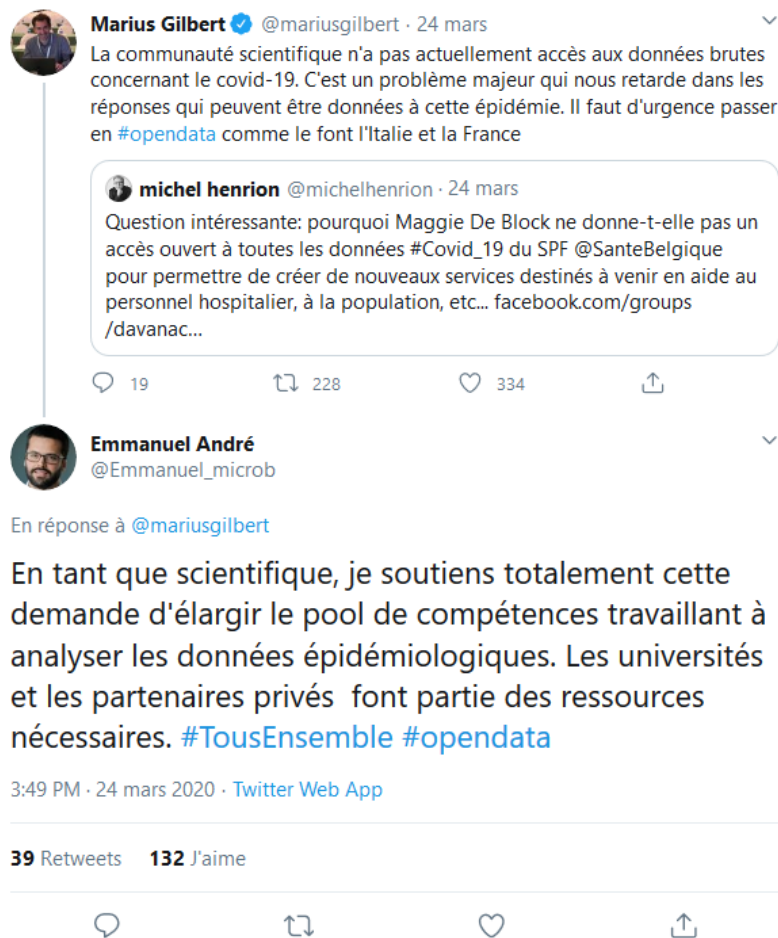 Marius Gilbert @mariusgilbert · 24 mars
La communauté scientifique n'a pas actuellement accès aux données brutes
concernant le covid-19. C'est un problème majeur qui nous retarde dans les
réponses qui peuvent être données à cette épidémie. Il faut d'urgence passer
en #opendata comme le font l'Italie et la France
michel henrion @michelhenrion · 24 mars
Question intéressante: pourquoi Maggie De Block ne donne-t-elle pas un
accès ouvert à toutes les données #Covid_19 du SPF @SanteBelgique
pour permettre de créer de nouveaux services destinés à venir en aide au
personnel hospitalier, à la population, etc... facebook.com/groups
/davanac...
19 228 334
Emmanuel André
@Emmanuel_microb
En réponse à @mariusgilbert
En tant que scientifique, je soutiens totalement cette
demande d'élargir le pool de compétences travaillant à
analyser les données épidémiologiques. Les universités
et les partenaires privés  font partie des ressources
nécessaires. #TousEnsemble #opendata
3:49 PM · 24 mars 2020 · Twitter Web App
39 Retweets 132 J'aime